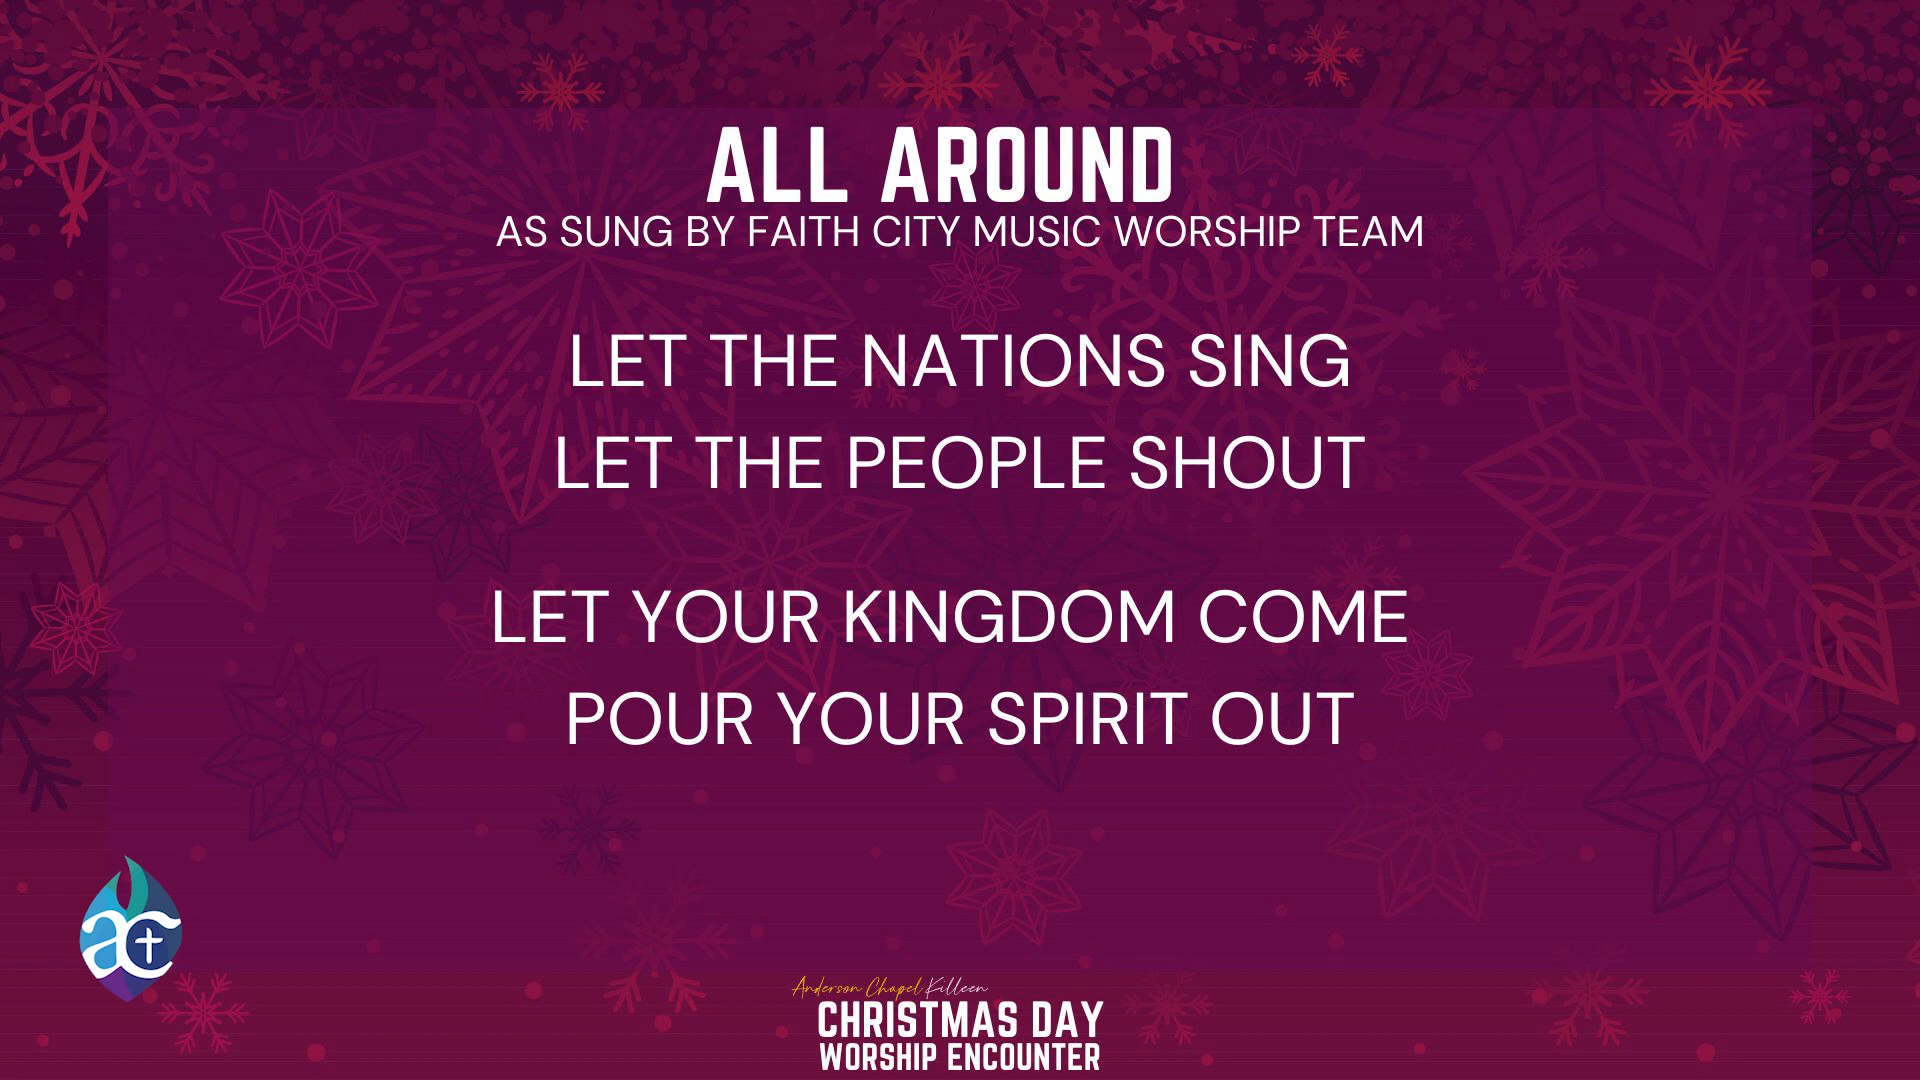 ALL AROUND
AS SUNG BY FAITH CITY MUSIC WORSHIP TEAM
LET THE NATIONS SING
LET THE PEOPLE SHOUT
LET YOUR KINGDOM COME
POUR YOUR SPIRIT OUT
ac
Anderson Chapel Killeen
CHRISTMAS DAY
WORSHIP ENCOUNTER